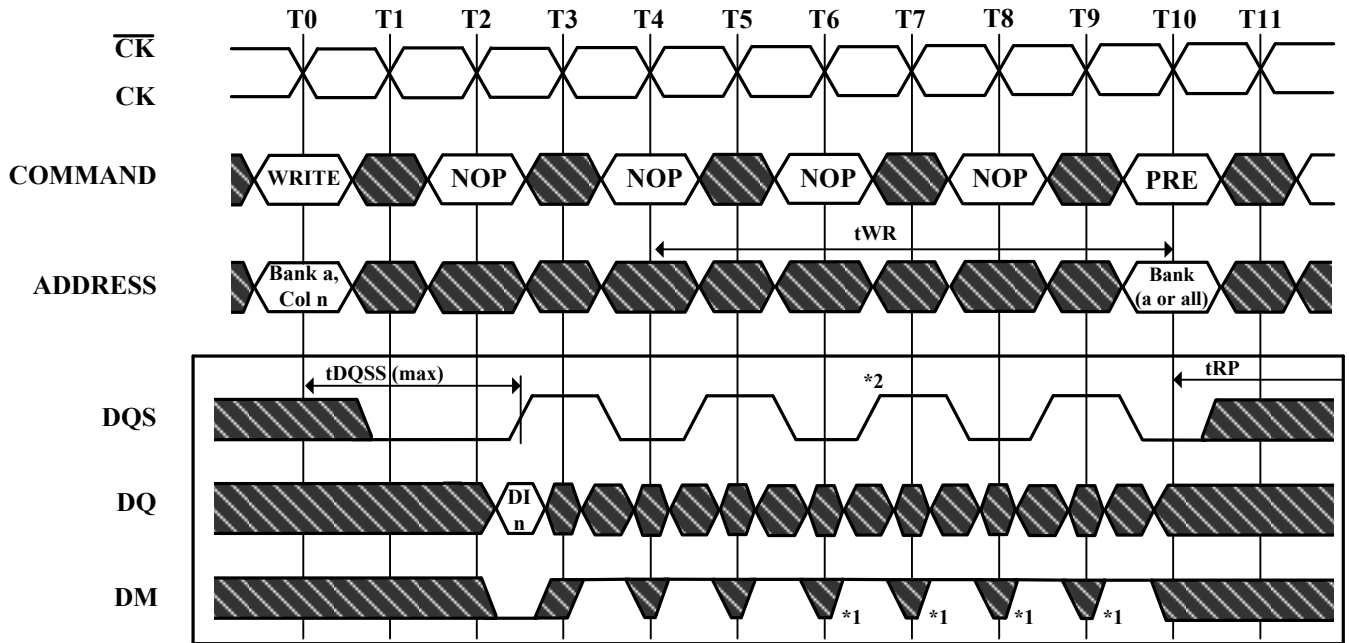 T0 T1 T2 T3 T4 T5 T6 T7 T8 T9 T10 T11
CK
CK
COMMAND WRITE NOP NOP NOP NOP PRE
tWR
ADDRESS Bank a, Col n Bank (a or all)
tDQSS (max) *2 tRP
DQS
DQ DI n
DM *1 *1 *1 *1